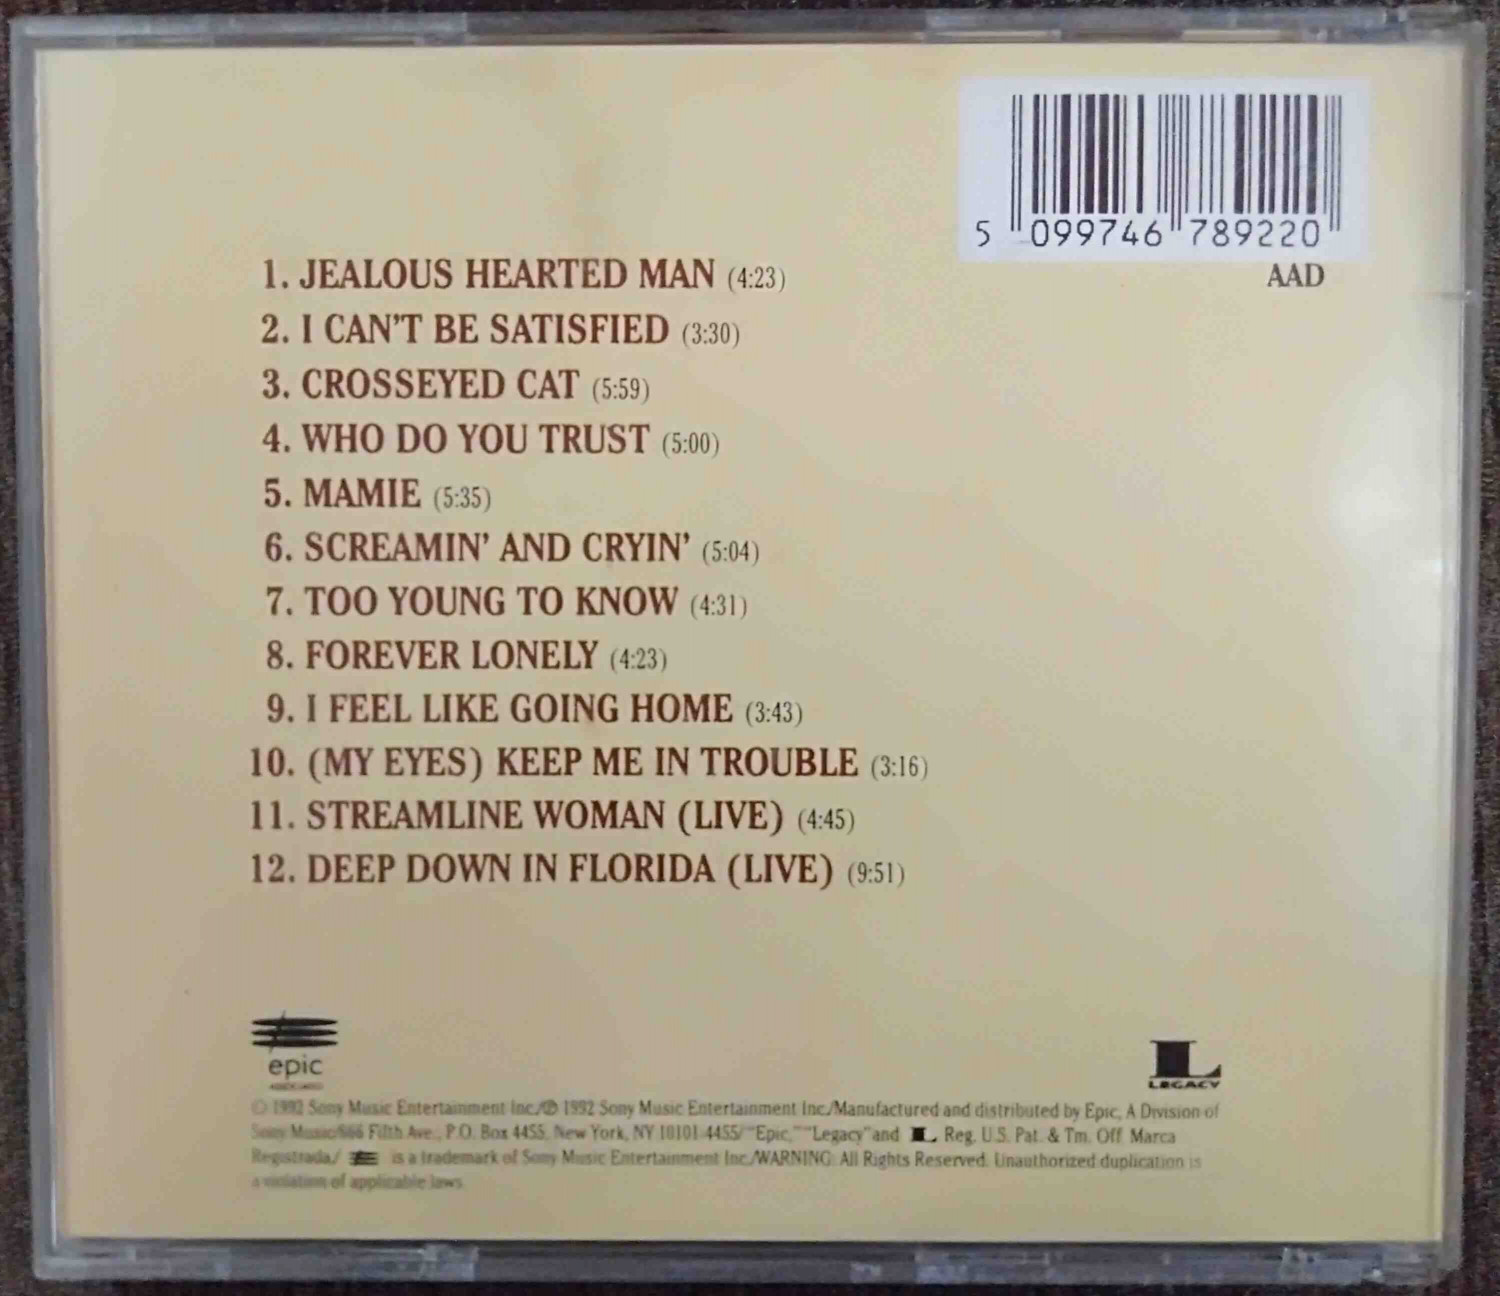 5 099746 789220
AAD
1. JEALOUS HEARTED MAN (4:23)
2. I CAN'T BE SATISFIED (3:30)
3. CROSSEYED CAT (5:59)
4. WHO DO YOU TRUST (5:00)
5. MAMIE (5:35)
6. SCREAMIN' AND CRYIN' (5:04)
7. TOO YOUNG TO KNOW (4:31)
8. FOREVER LONELY (4:23)
9. I FEEL LIKE GOING HOME (3:43)
10. (MY EYES) KEEP ME IN TROUBLE (3:16)
11. STREAMLINE WOMAN (LIVE) (4:45)
12. DEEP DOWN IN FLORIDA (LIVE) (9:51)
epic
L
LEGACY
© 1992 Sony Music Entertainment Inc./℗ 1992 Sony Music Entertainment Inc./Manufactured and distributed by Epic, A Division of
Sony Music/666 Fifth Ave., P.O. Box 4455, New York, NY 10101-4455/"Epic," "Legacy" and L Reg. U.S. Pat. & Tm. Off. Marca
Registrada./ is a trademark of Sony Music Entertainment Inc./WARNING: All Rights Reserved. Unauthorized duplication is
a violation of applicable laws.